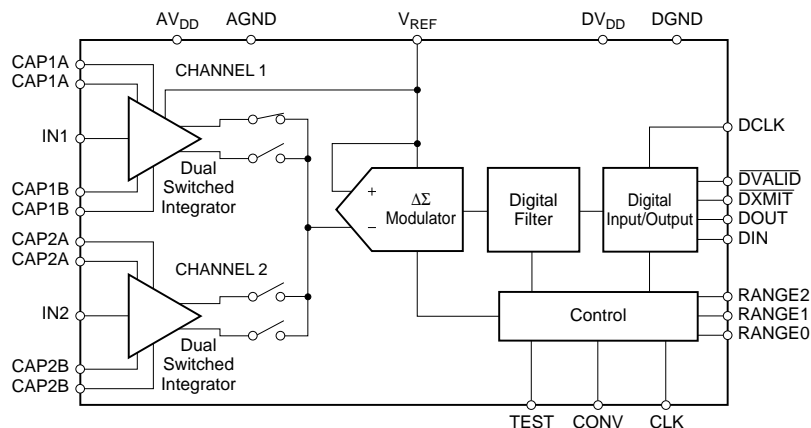 AVDD AGND VREF DVDD DGND
CAP1A
CAP1A
CHANNEL 1
IN1
DCLK
Dual
Switched
Integrator
CAP1B
CAP1B
+
−
ΔΣ
Modulator
Digital
Filter
Digital
Input/Output
DVALID
DXMIT
DOUT
DIN
CAP2A
CAP2A
CHANNEL 2
IN2
Dual
Switched
Integrator
CAP2B
CAP2B
Control
RANGE2
RANGE1
RANGE0
TEST CONV CLK